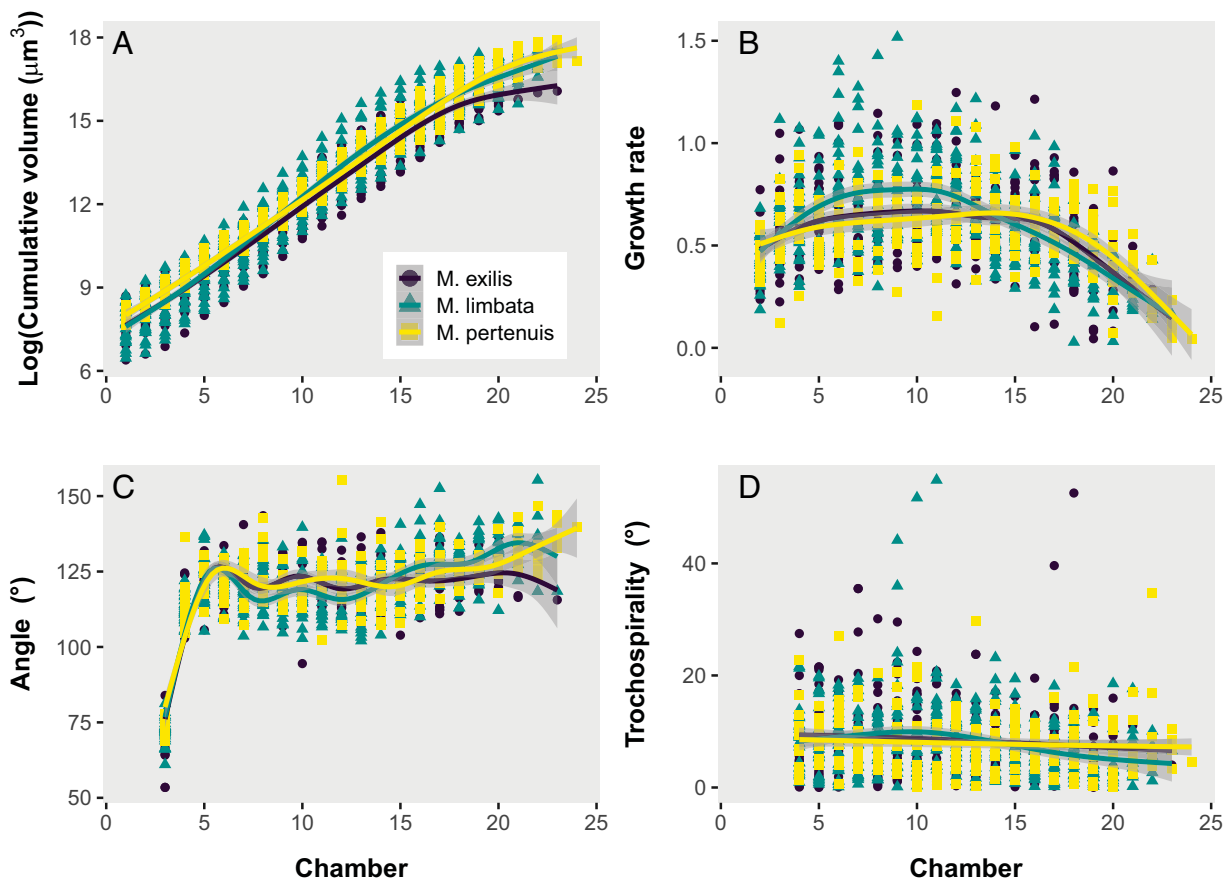 A
Log(Cumulative volume (μm³))
18
15
12
9
6
0 5 10 15 20 25
M. exilis
M. limbata
M. pertenuis
B
Growth rate
1.5
1.0
0.5
0.0
0 5 10 15 20 25
C
Angle (°)
150
125
100
75
50
0 5 10 15 20 25
Chamber
D
Trochospirality (°)
40
20
0
0 5 10 15 20 25
Chamber